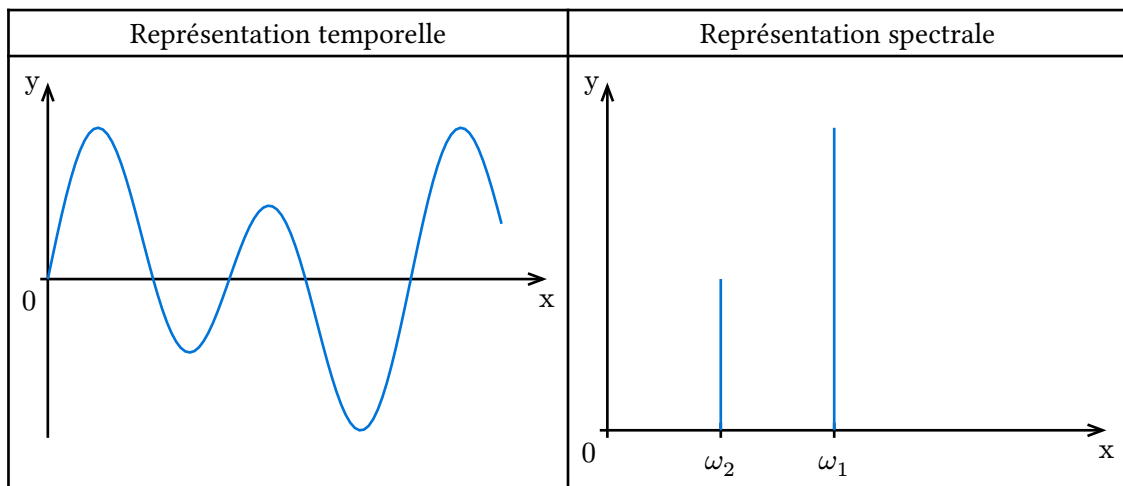 Représentation temporelle
Représentation spectrale
y
0
x
y
0
ω₂
ω₁
x